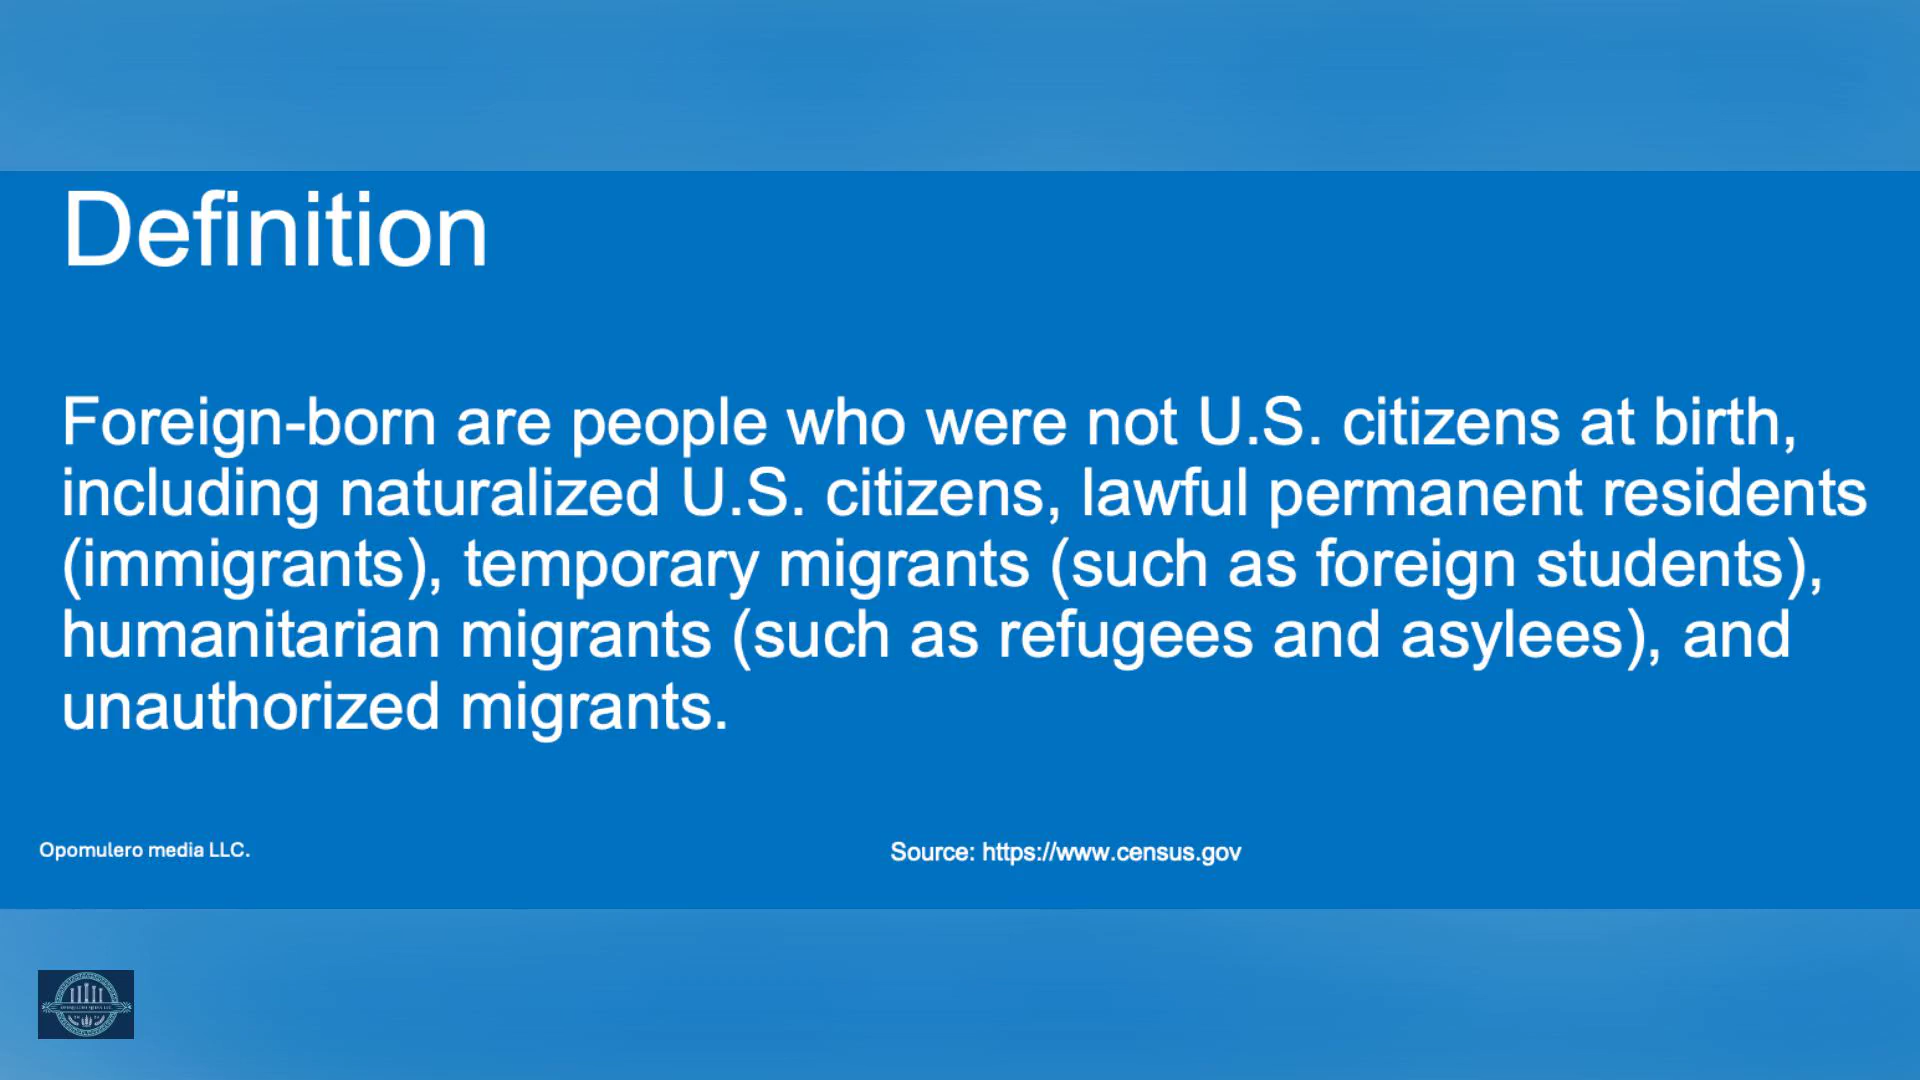 Definition
Foreign-born are people who were not U.S. citizens at birth,
including naturalized U.S. citizens, lawful permanent residents
(immigrants), temporary migrants (such as foreign students),
humanitarian migrants (such as refugees and asylees), and
unauthorized migrants.
Opomulero media LLC.
Source: https://www.census.gov